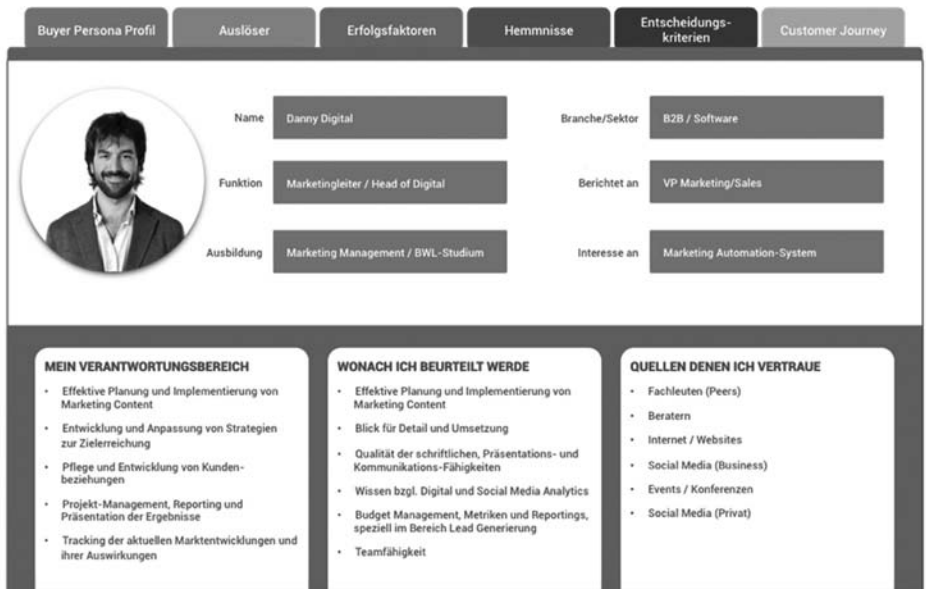 Buyer Persona Profil
Auslöser
Erfolgsfaktoren
Hemmnisse
Entscheidungs-
kriterien
Customer Journey
Name
Danny Digital
Branche/Sektor
B2B / Software
Funktion
Marketingleiter / Head of Digital
Berichtet an
VP Marketing/Sales
Ausbildung
Marketing Management / BWL-Studium
Interesse an
Marketing Automation-System
MEIN VERANTWORTUNGSBEREICH
• Effektive Planung und Implementierung von
Marketing Content
• Entwicklung und Anpassung von Strategien
zur Zielerreichung
• Pflege und Entwicklung von Kunden-
beziehungen
• Projekt-Management, Reporting und
Präsentation der Ergebnisse
• Tracking der aktuellen Marktentwicklungen und
ihrer Auswirkungen
WONACH ICH BEURTEILT WERDE
• Effektive Planung und Implementierung von
Marketing Content
• Blick für Detail und Umsetzung
• Qualität der schriftlichen, Präsentations- und
Kommunikations-Fähigkeiten
• Wissen bzgl. Digital und Social Media Analytics
• Budget Management, Metriken und Reportings,
speziell im Bereich Lead Generierung
• Teamfähigkeit
QUELLEN DENEN ICH VERTRAUE
• Fachleuten (Peers)
• Beratern
• Internet / Websites
• Social Media (Business)
• Events / Konferenzen
• Social Media (Privat)